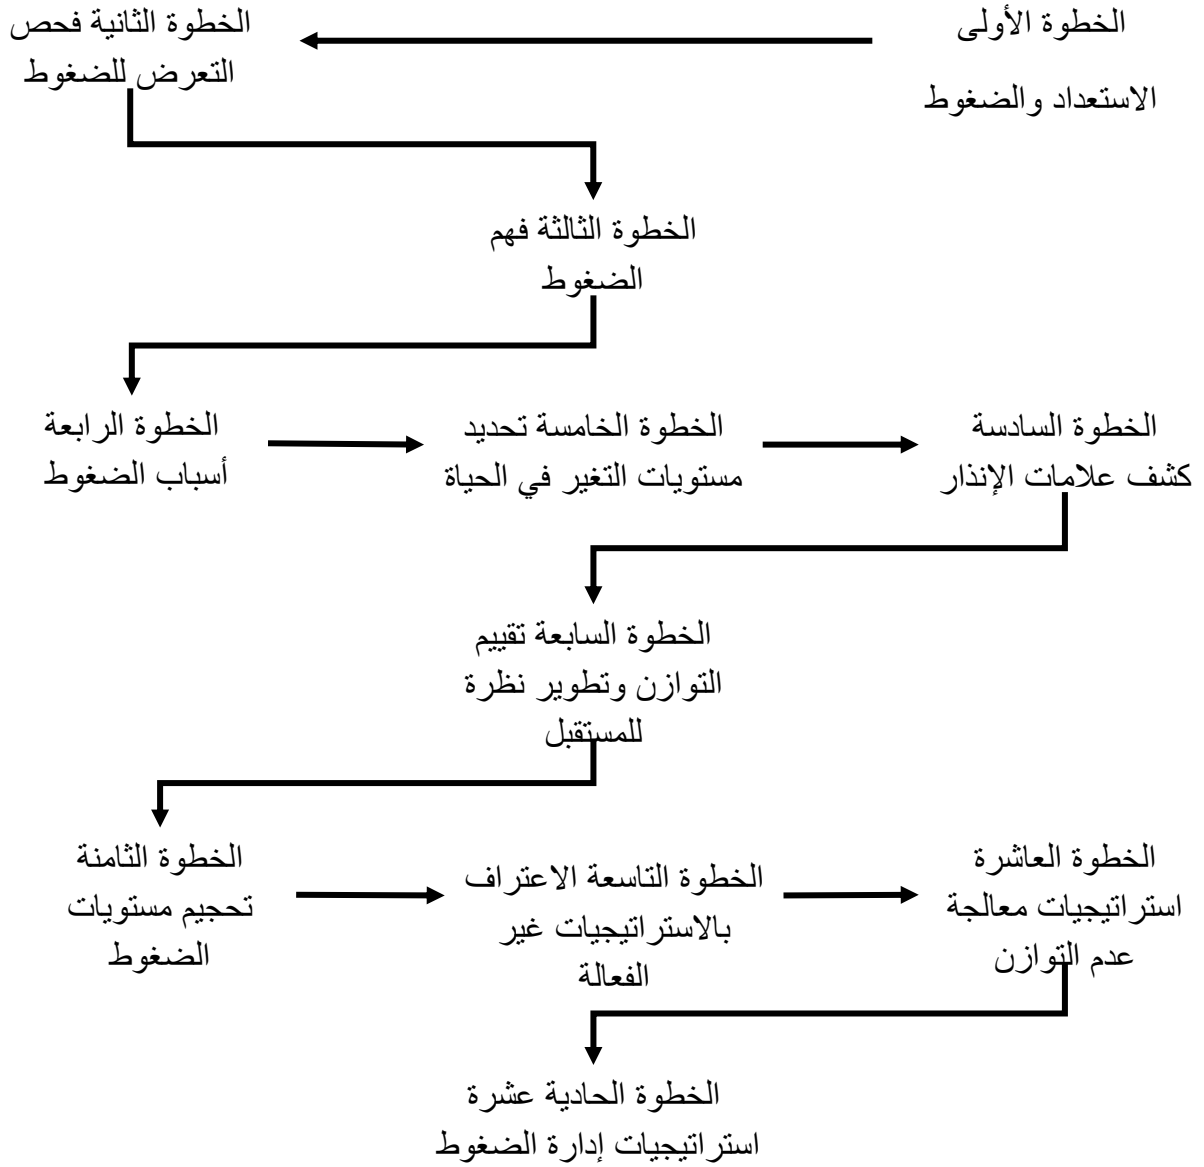 الخطوة الأولى
الاستعداد والضغوط
الخطوة الثانية فحص
التعرض للضغوط
الخطوة الثالثة فهم
الضغوط
الخطوة الرابعة
أسباب الضغوط
الخطوة الخامسة تحديد
مستويات التغير في الحياة
الخطوة السادسة
كشف علامات الإنذار
الخطوة السابعة تقييم
التوازن وتطوير نظرة
للمستقبل
الخطوة الثامنة
تحجيم مستويات
الضغوط
الخطوة التاسعة الاعتراف
بالاستراتيجيات غير
الفعالة
الخطوة العاشرة
استراتيجيات معالجة
عدم التوازن
الخطوة الحادية عشرة
استراتيجيات إدارة الضغوط